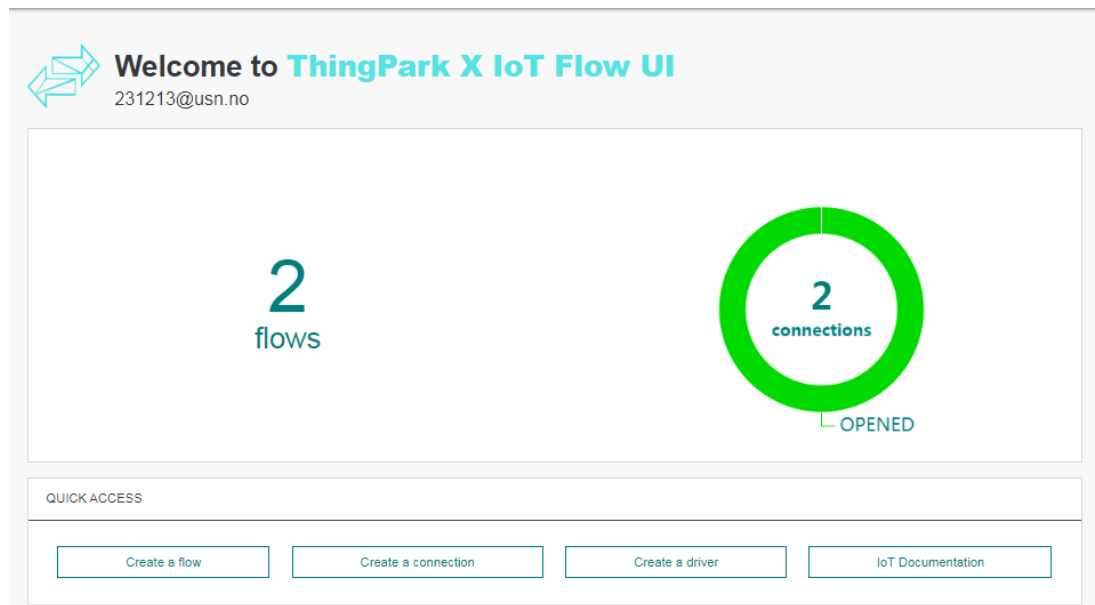 Welcome to ThingPark X IoT Flow UI
231213@usn.no
2
flows
2
connections
OPENED
QUICK ACCESS
Create a flow
Create a connection
Create a driver
IoT Documentation